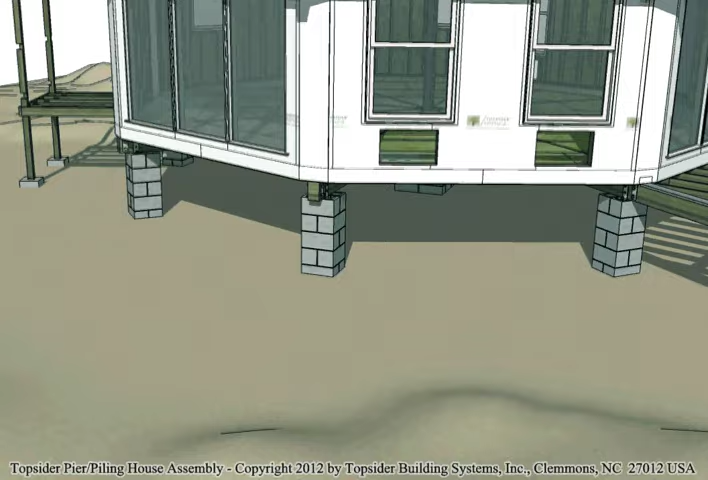 Topsider Pier/Piling House Assembly - Copyright 2012 by Topsider Building Systems, Inc., Clemmons, NC 27012 USA